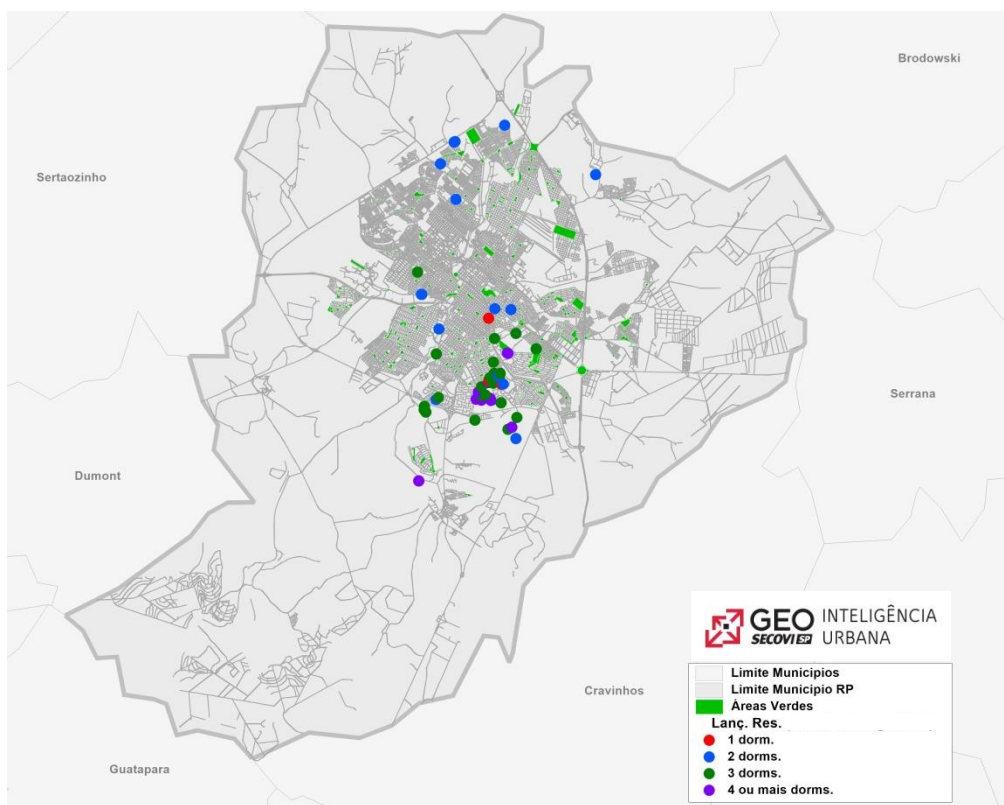 Brodowski
Sertaozinho
Serrana
Dumont
Cravinhos
Guatapara
GEO
SECOVI SP
INTELIGÊNCIA
URBANA
Limite Municipios
Limite Municipio RP
Áreas Verdes
Lanç. Res.
1 dorm.
2 dorms.
3 dorms.
4 ou mais dorms.